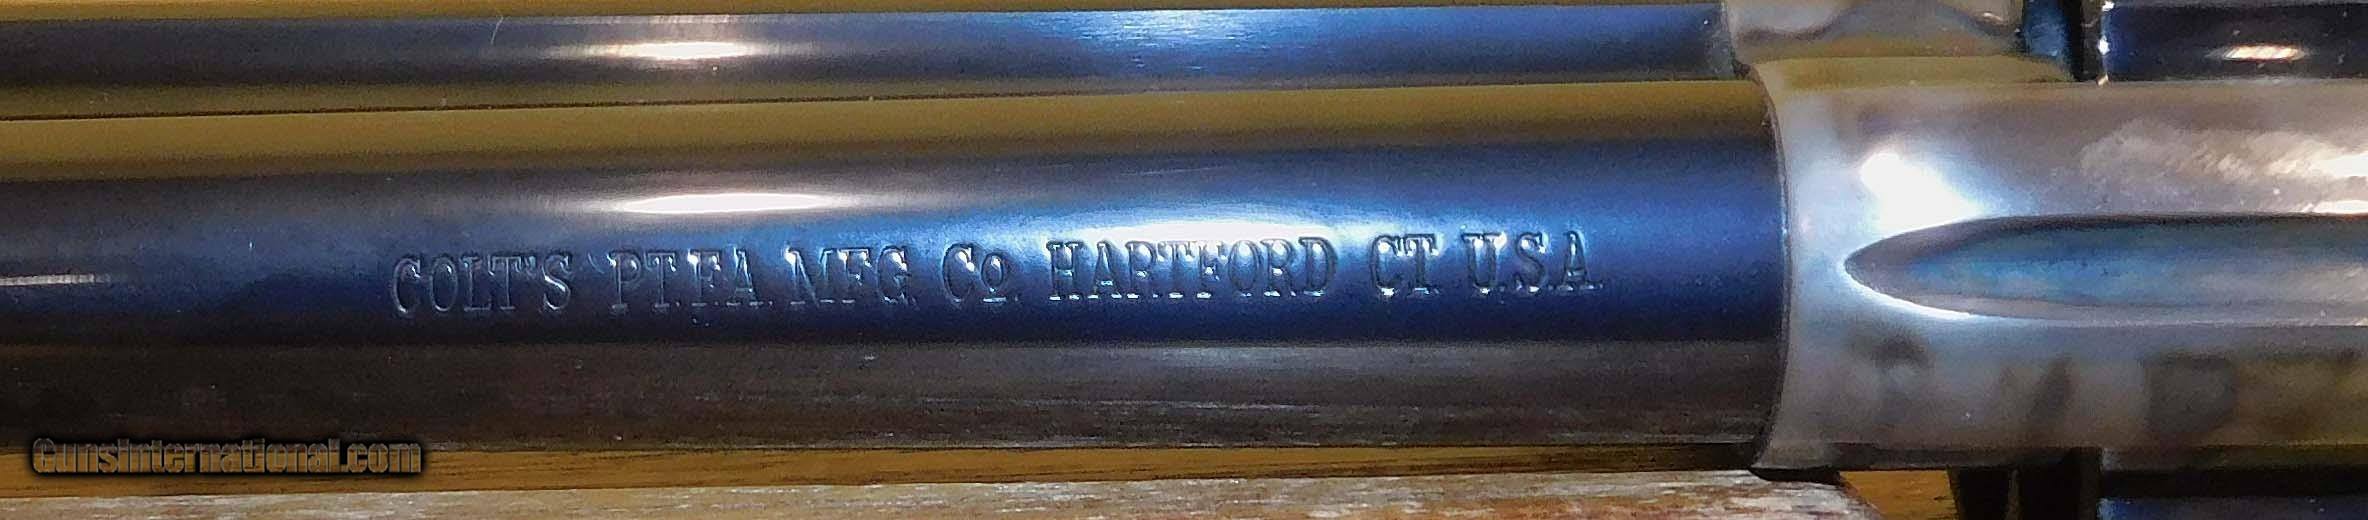 COLT'S PT.F.A. MFG. Co. HARTFORD CT. U.S.A.
GunsInternational.com